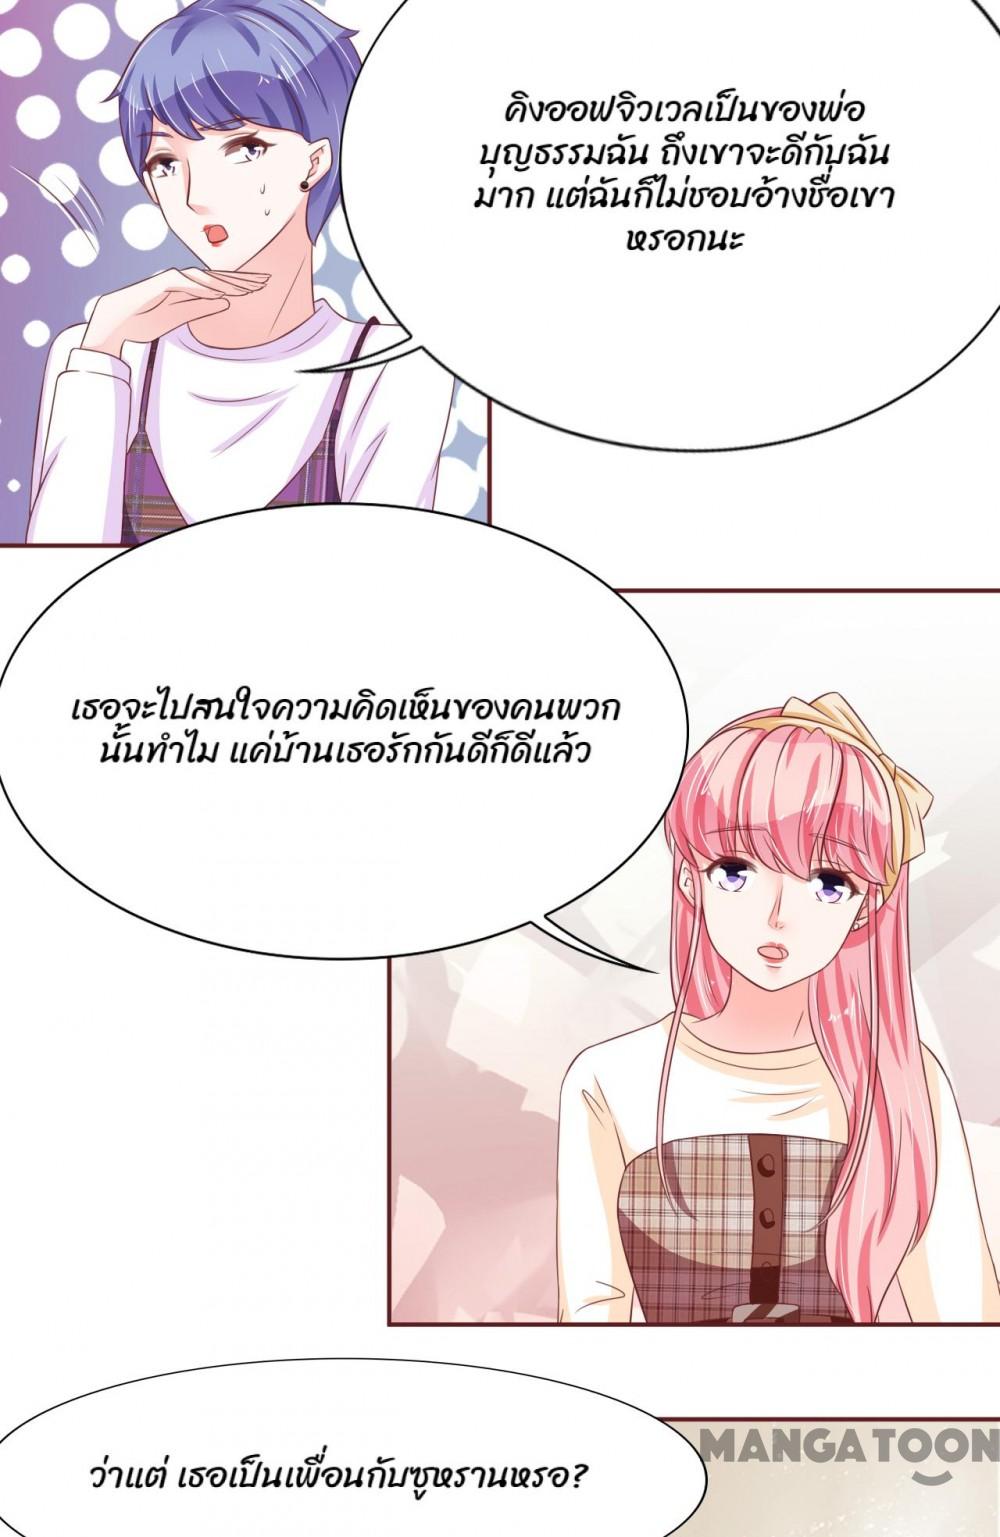 คิงออฟจิวเวลเป็นของพ่อ
บุญธรรมฉัน ถึงเขาจะดีกับฉัน
มาก แต่ฉันก็ไม่ชอบอ้างชื่อเขา
หรอกนะ
เธอจะไปสนใจความคิดเห็นของคนพวก
นั้นทำไม แค่บ้านเธอรักกันดีก็ดีแล้ว
MANGATOON
ว่าแต่ เธอเป็นเพื่อนกับซูหรานหรอ?